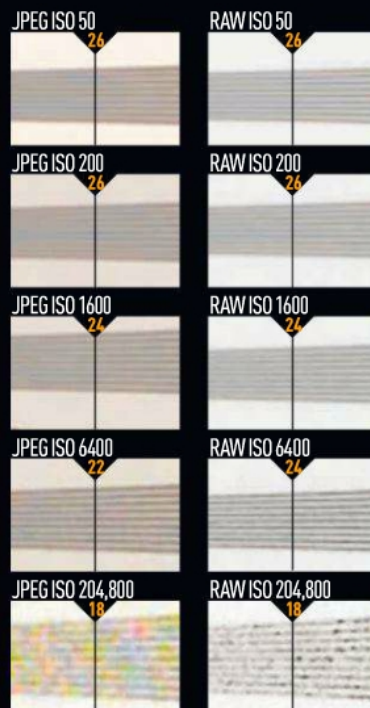 JPEG ISO 50 RAW ISO 50
26 26
JPEG ISO 200 RAW ISO 200
26 26
JPEG ISO 1600 RAW ISO 1600
24 24
JPEG ISO 6400 RAW ISO 6400
22 24
JPEG ISO 204,800 RAW ISO 204,800
18 18